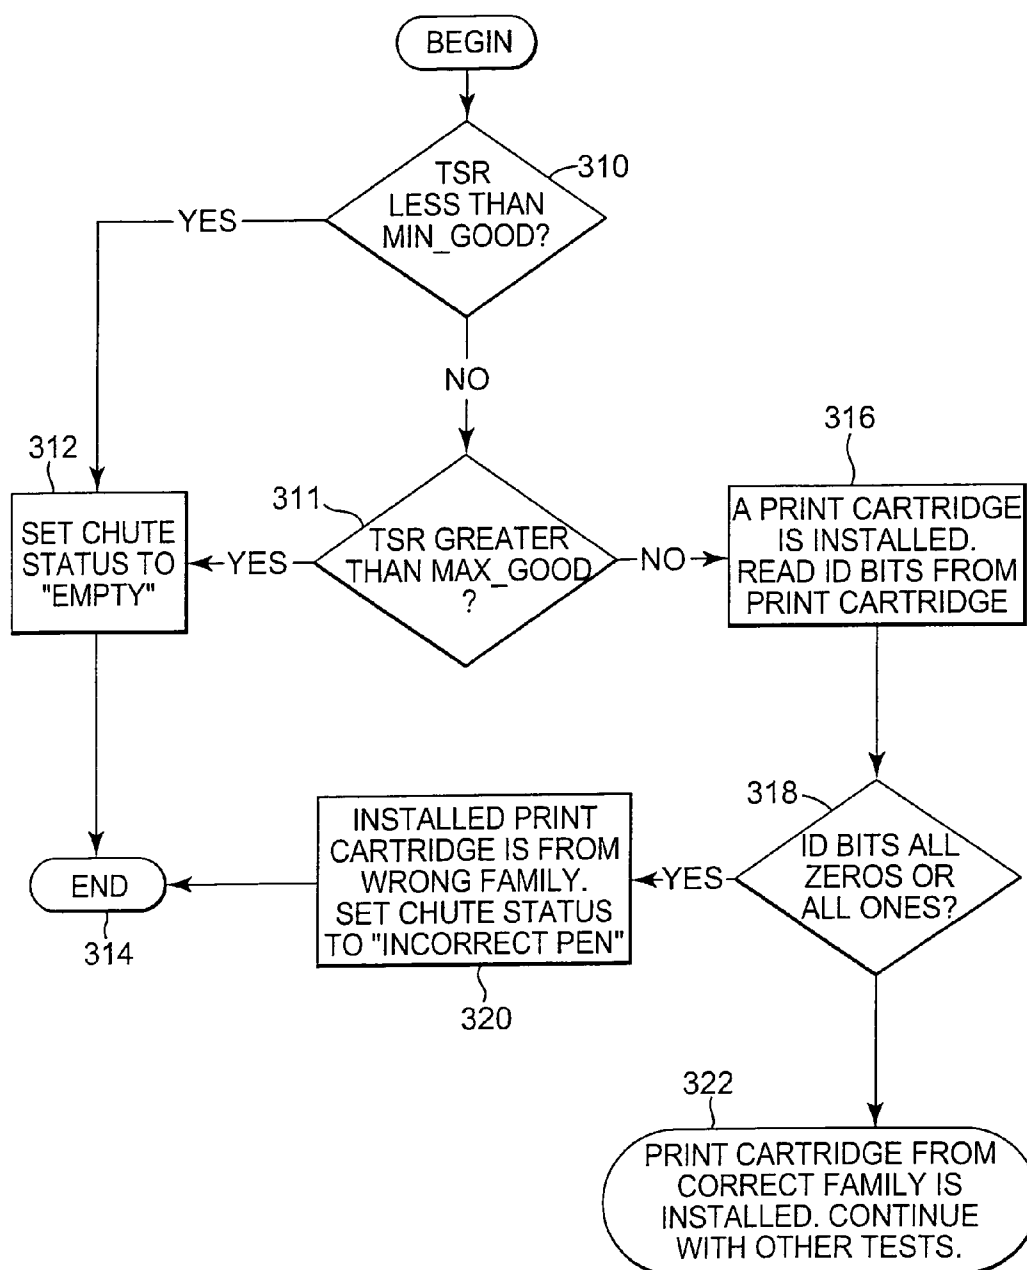 BEGIN
TSR
LESS THAN
MIN_GOOD?
310
YES
NO
312
SET CHUTE
STATUS TO
"EMPTY"
YES
311
TSR GREATER
THAN MAX_GOOD
?
NO
316
A PRINT CARTRIDGE
IS INSTALLED.
READ ID BITS FROM
PRINT CARTRIDGE
318
ID BITS ALL
ZEROS OR
ALL ONES?
YES
INSTALLED PRINT
CARTRIDGE IS FROM
WRONG FAMILY.
SET CHUTE STATUS
TO "INCORRECT PEN"
320
END
314
322
PRINT CARTRIDGE FROM
CORRECT FAMILY IS
INSTALLED. CONTINUE
WITH OTHER TESTS.